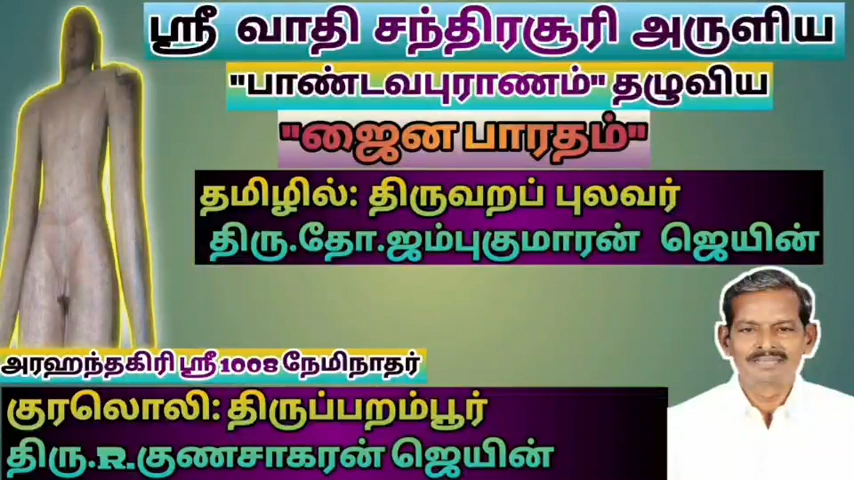 ஸ்ரீ வாதி சந்திரசூரி அருளிய
"பாண்டவபுராணம்" தழுவிய
"ஜைன பாரதம்"
தமிழில்: திருவறப் புலவர்
திரு.தோ.ஜம்புகுமாரன் ஜெயின்
அரஹந்தகிரி ஸ்ரீ 1008 நேமிநாதர்
குரலொலி: திருப்பறம்பூர்
திரு.R.குணசாகரன் ஜெயின்